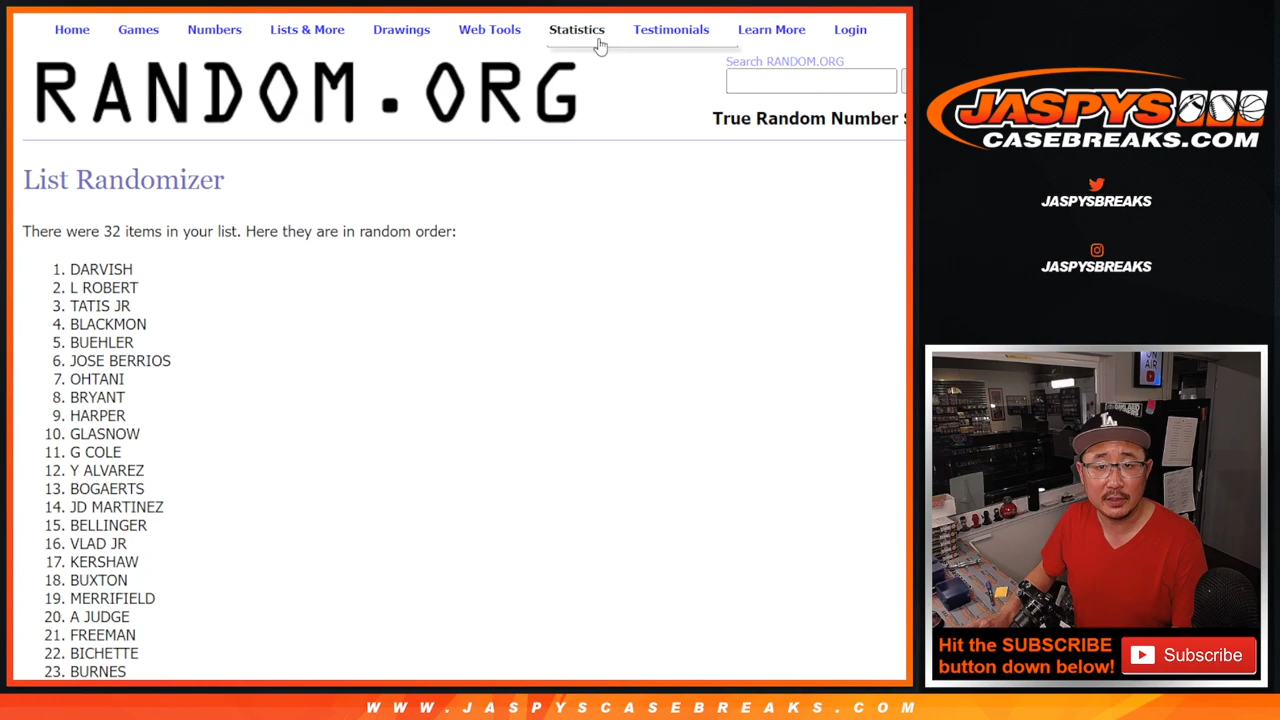 Home Games Numbers Lists & More Drawings Web Tools Statistics Testimonials Learn More Login
Search RANDOM.ORG
RANDOM.ORG
True Random Number
List Randomizer
There were 32 items in your list. Here they are in random order:
1. DARVISH
2. L ROBERT
3. TATIS JR
4. BLACKMON
5. BUEHLER
6. JOSE BERRIOS
7. OHTANI
8. BRYANT
9. HARPER
10. GLASNOW
11. G COLE
12. Y ALVAREZ
13. BOGAERTS
14. JD MARTINEZ
15. BELLINGER
16. VLAD JR
17. KERSHAW
18. BUXTON
19. MERRIFIELD
20. A JUDGE
21. FREEMAN
22. BICHETTE
23. BURNES
JASPYS
CASEBREAKS.COM
JASPYSBREAKS
JASPYSBREAKS
ON
AIR
LA
Hit the SUBSCRIBE
button down below!
Subscribe
WWW.JASPYSCASEBREAKS.COM